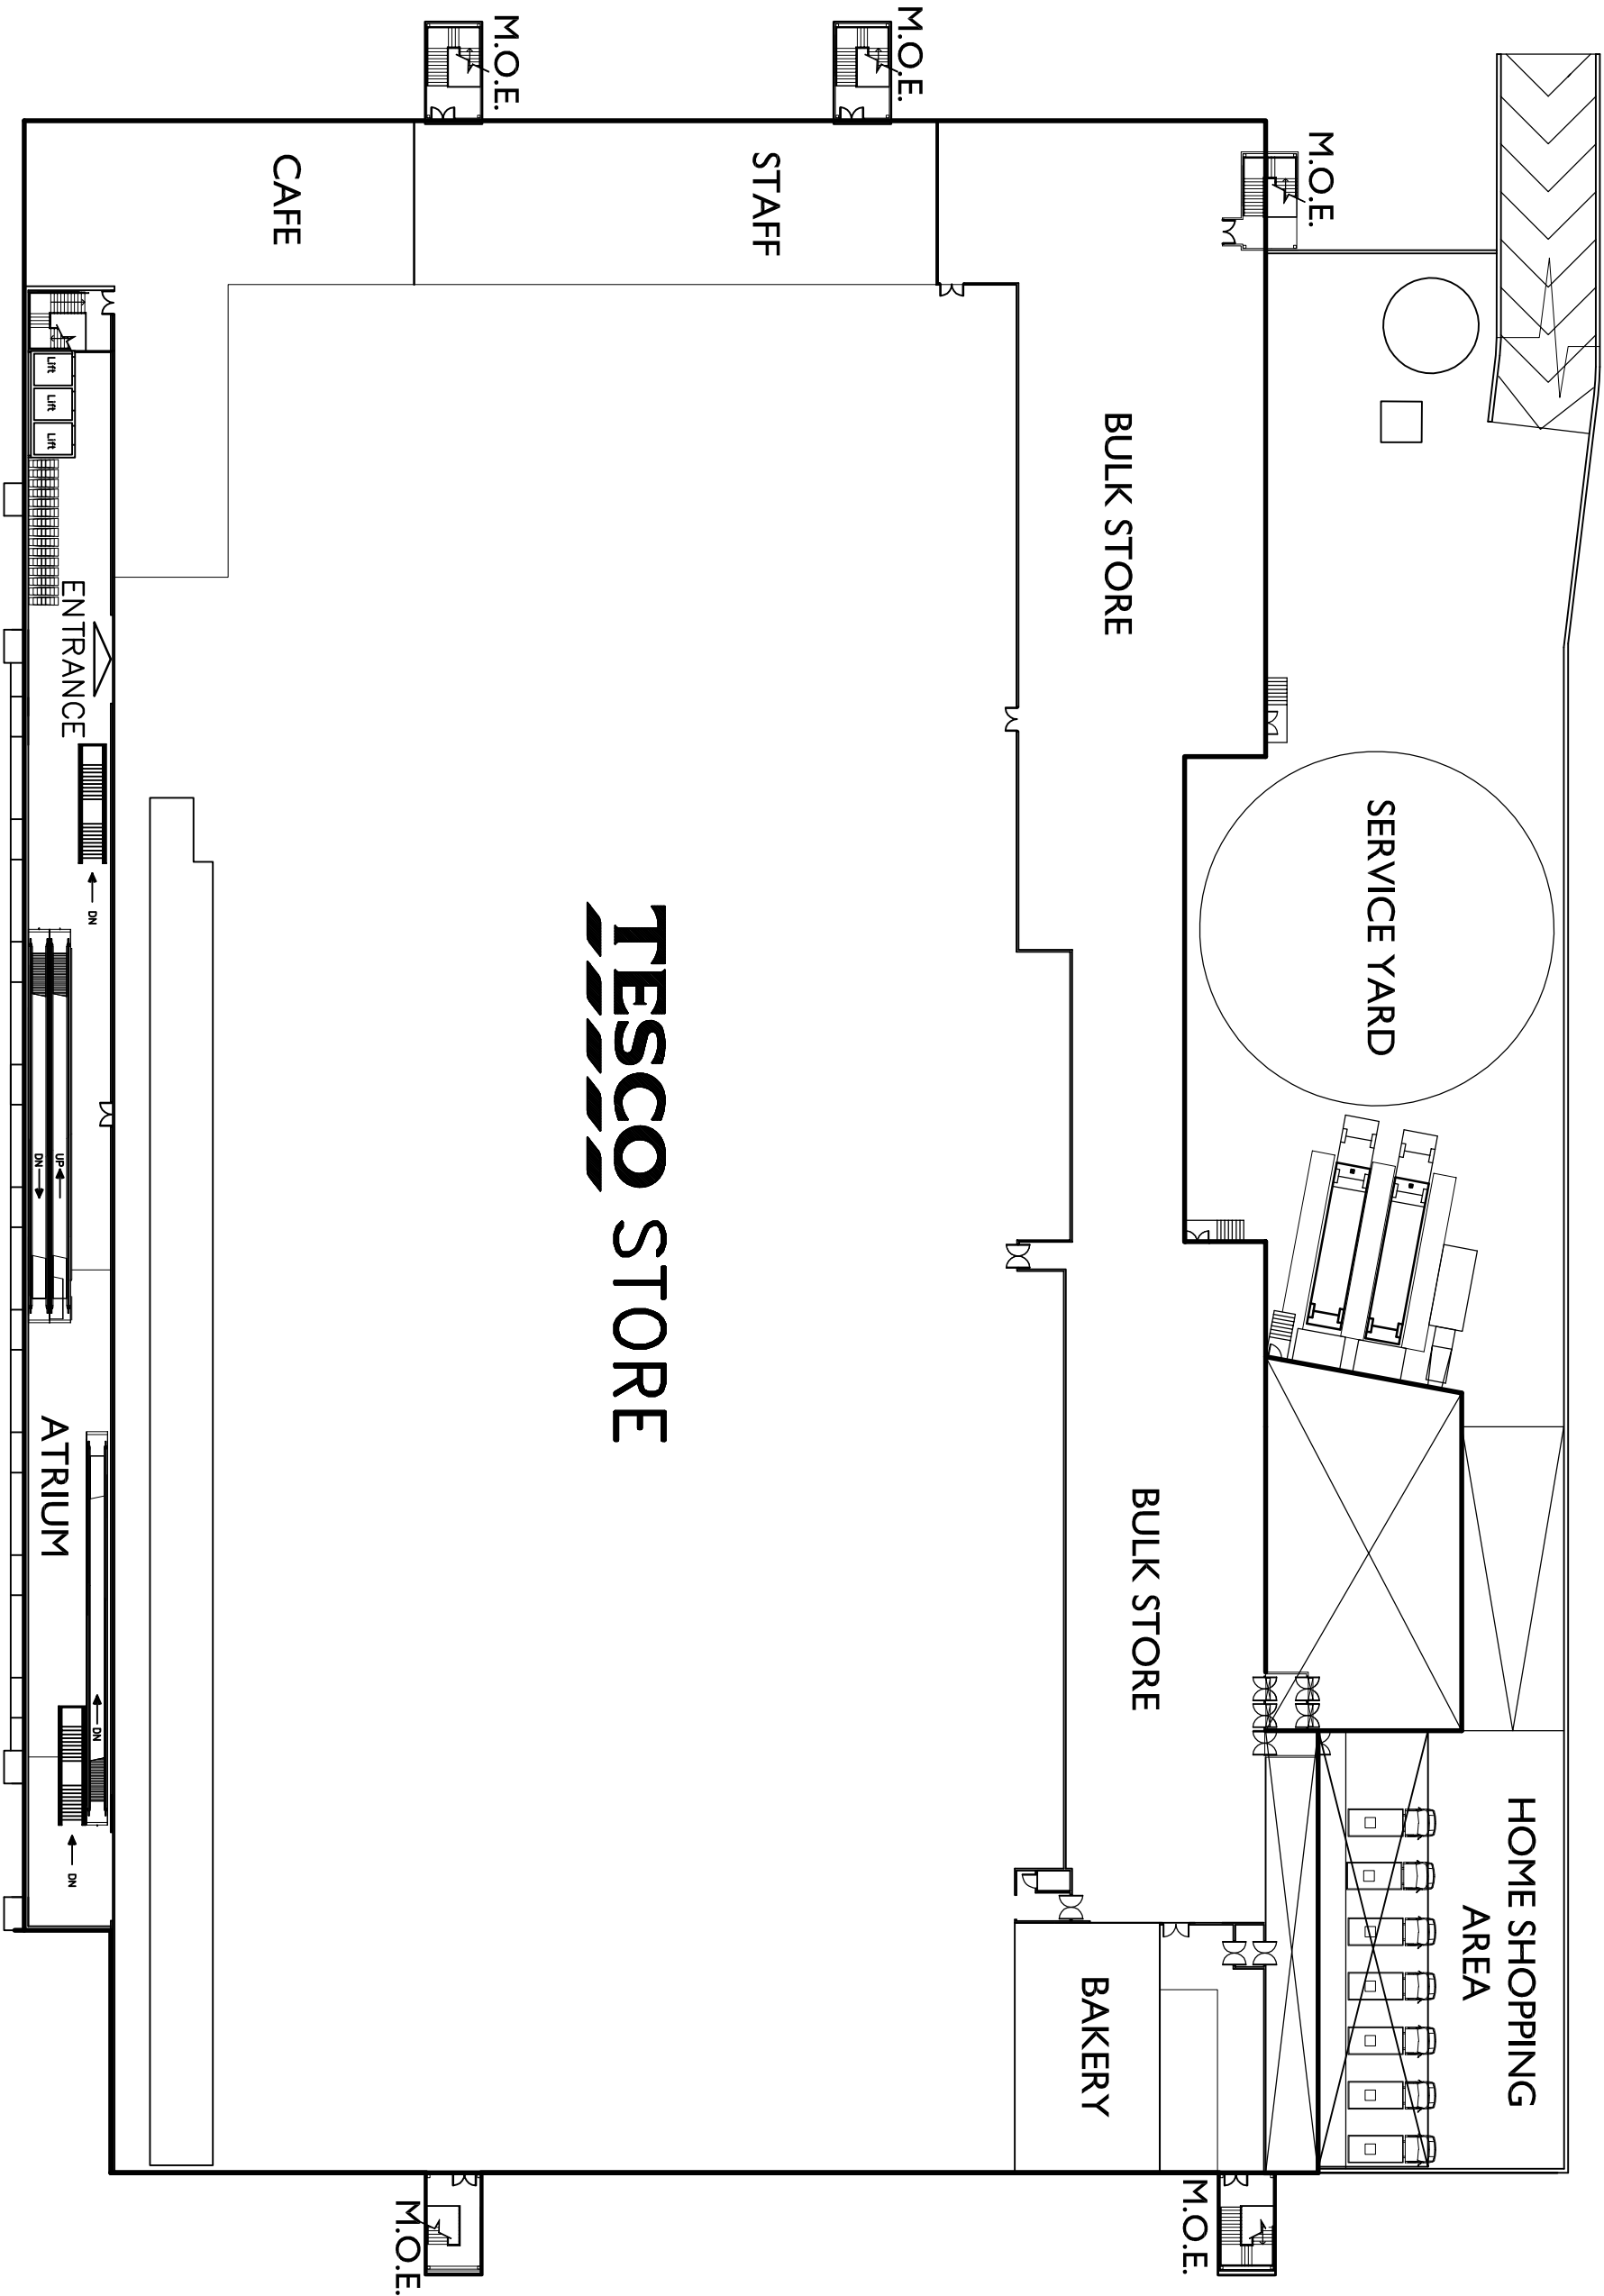 M.O.E.
M.O.E.
M.O.E.
CAFE
STAFF
BULK STORE
SERVICE YARD
Lift
Lift
Lift
ENTRANCE
DN
TESCO STORE
DN
UP
ATRIUM
DN
DN
BULK STORE
HOME SHOPPING
AREA
BAKERY
M.O.E.
M.O.E.